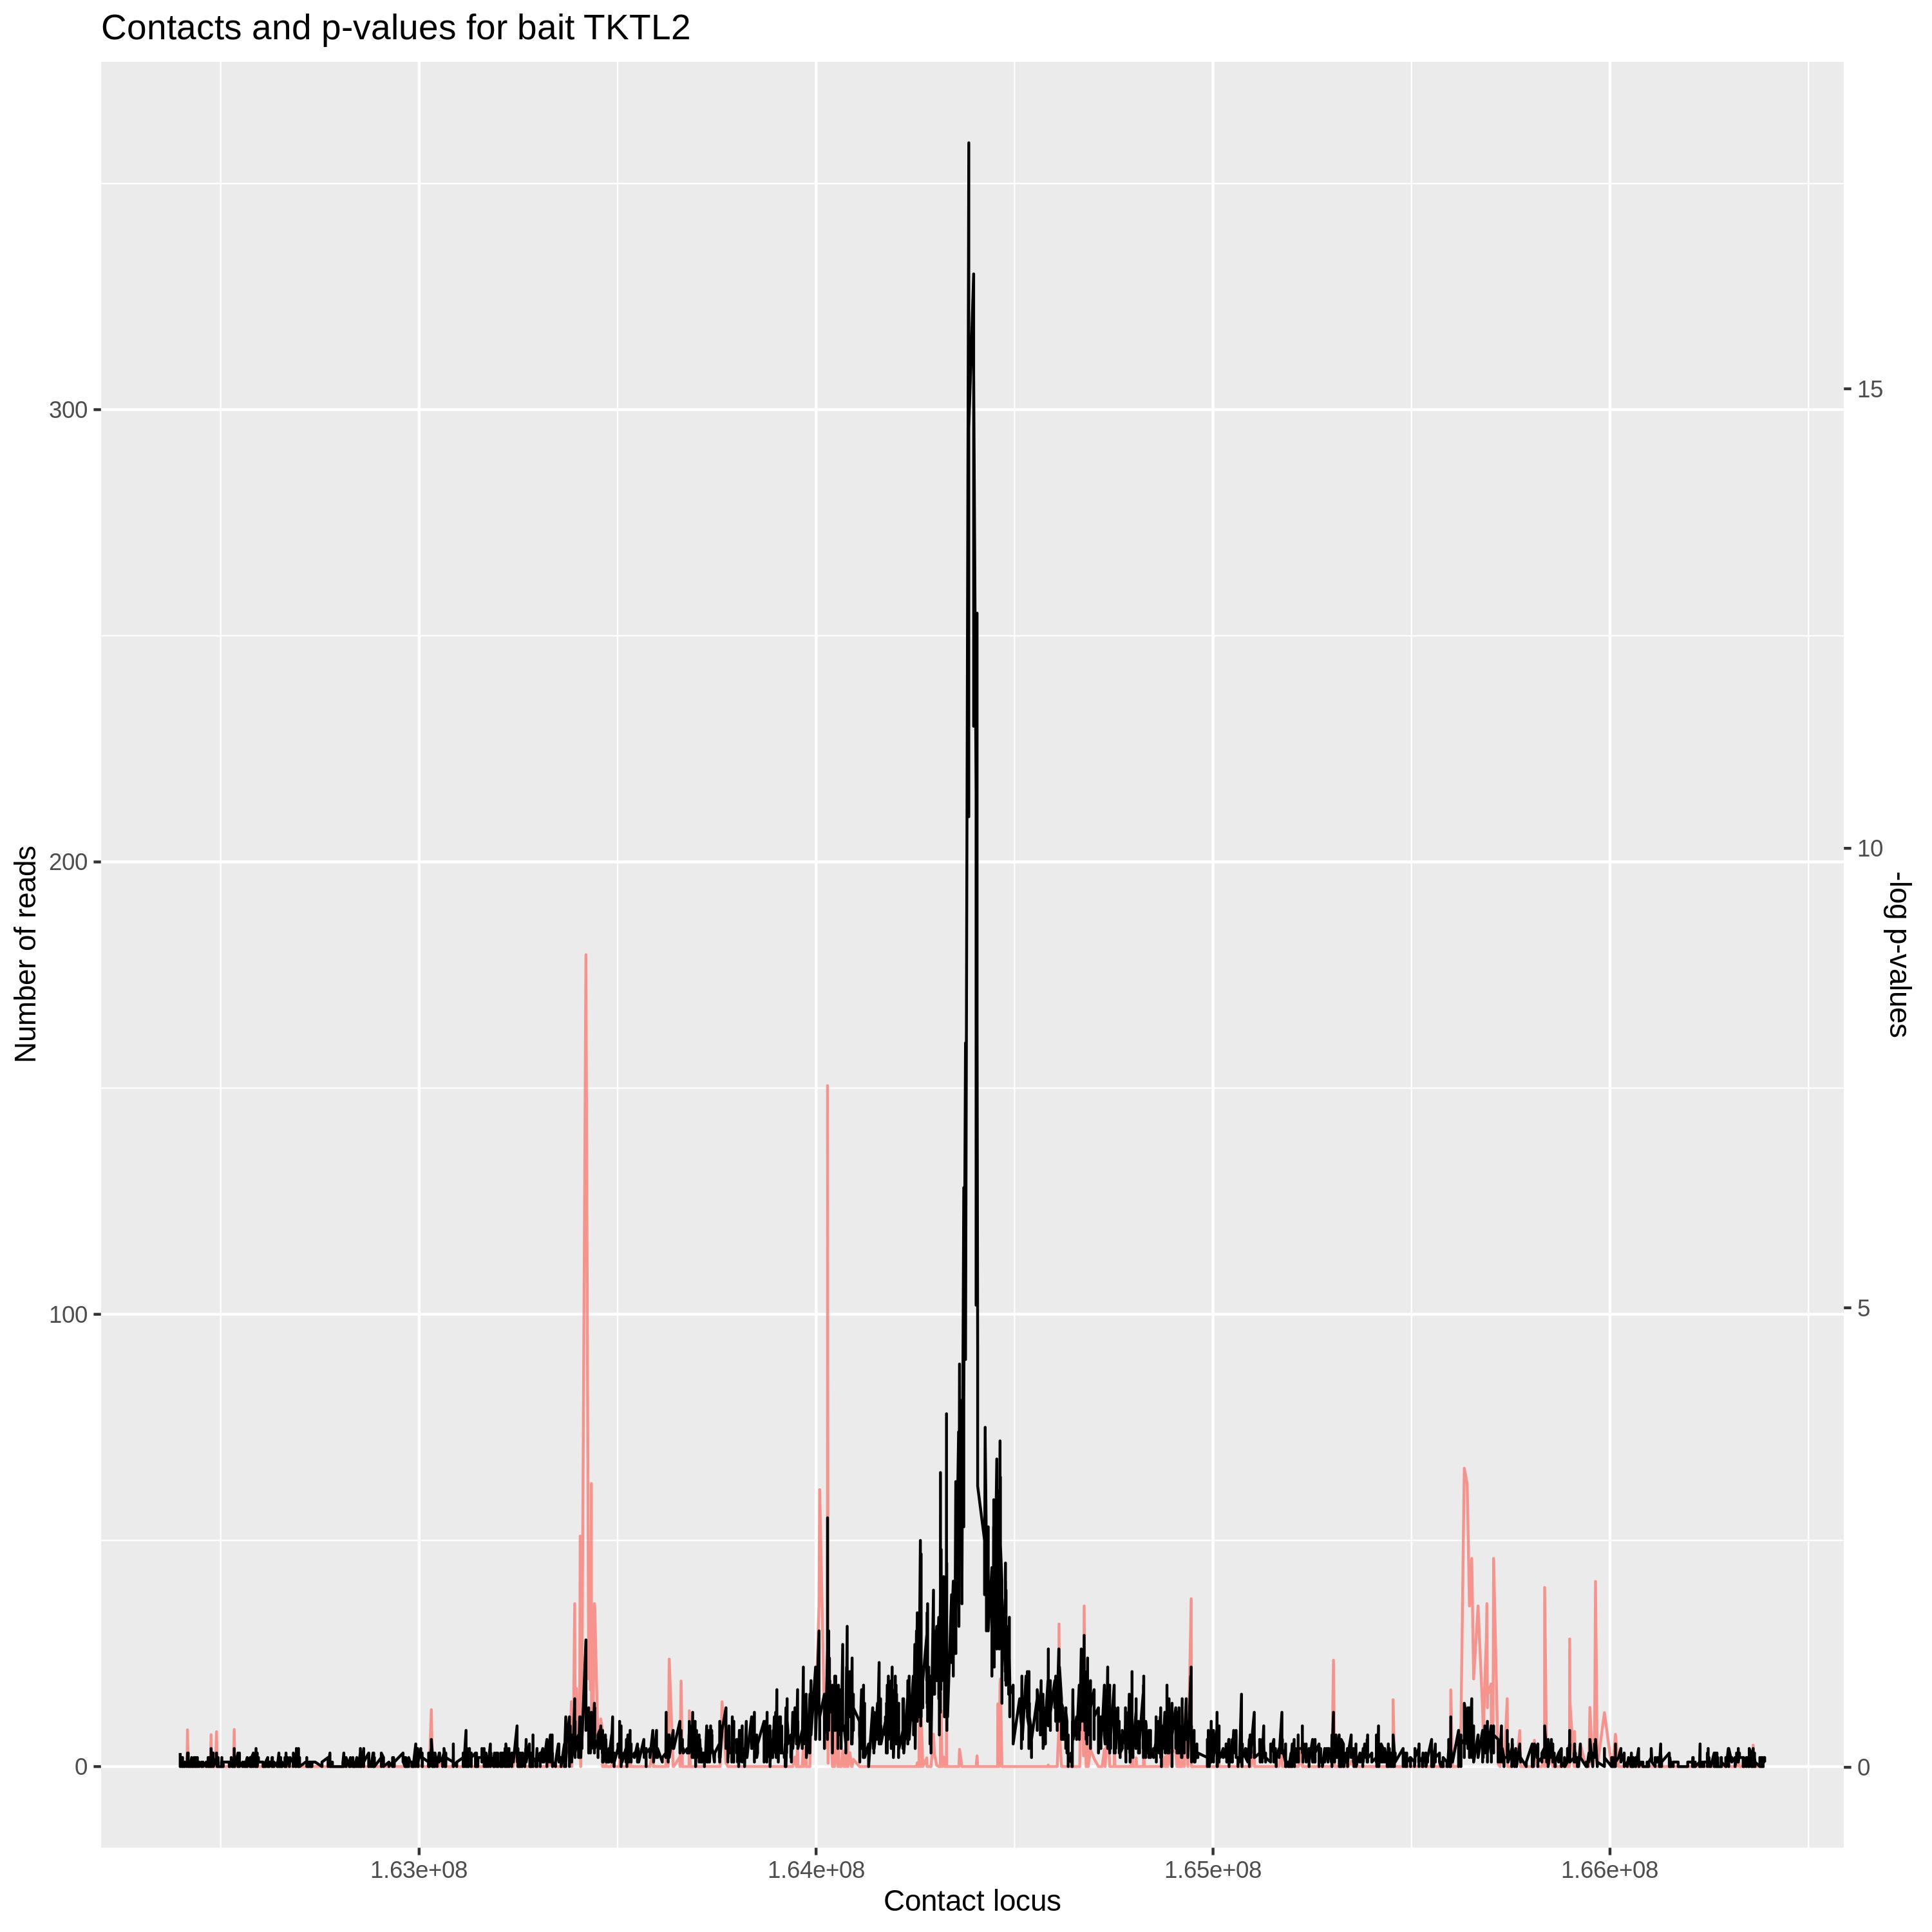 Contacts and p-values for bait TKTL2
300
200
100
0
15
10
5
0
Number of reads
-log p-values
1.63e+08
1.64e+08
1.65e+08
1.66e+08
Contact locus